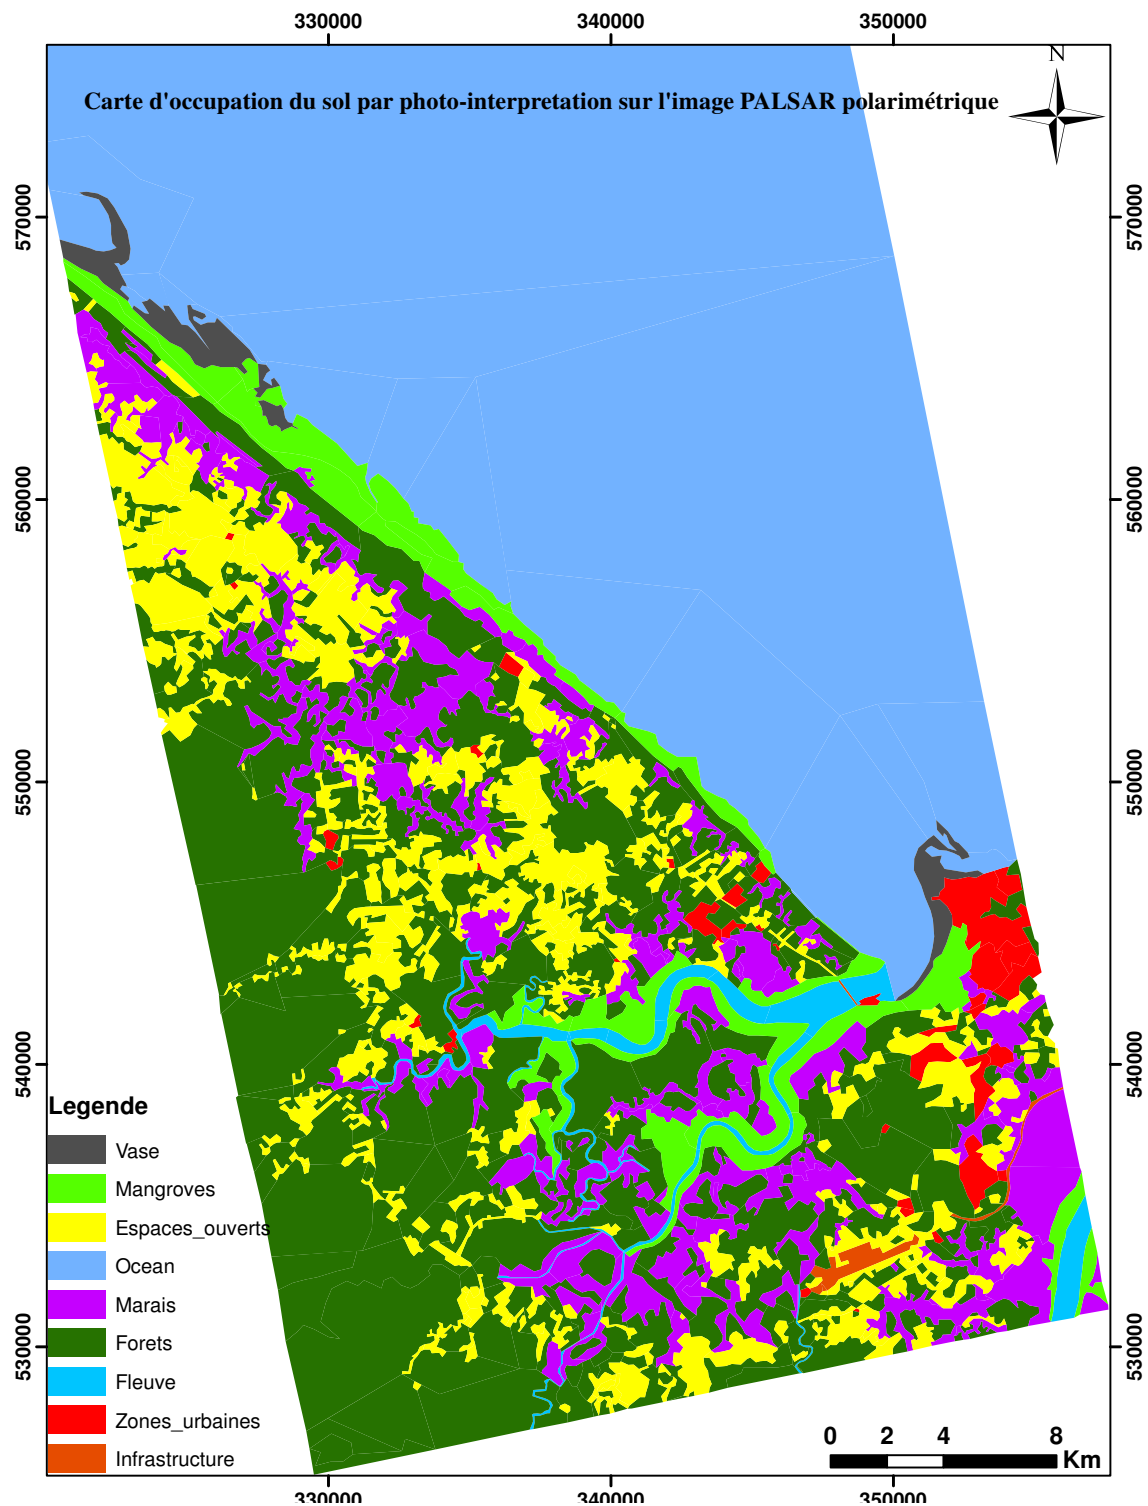 330000 340000 350000
N
Carte d'occupation du sol par photo-interpretation sur l'image PALSAR polarimétrique
570000 570000
560000 560000
550000 550000
540000 540000
530000 530000
Legende
Vase
Mangroves
Espaces_ouverts
Ocean
Marais
Forets
Fleuve
Zones_urbaines
Infrastructure
0 2 4 8
Km
330000 340000 350000